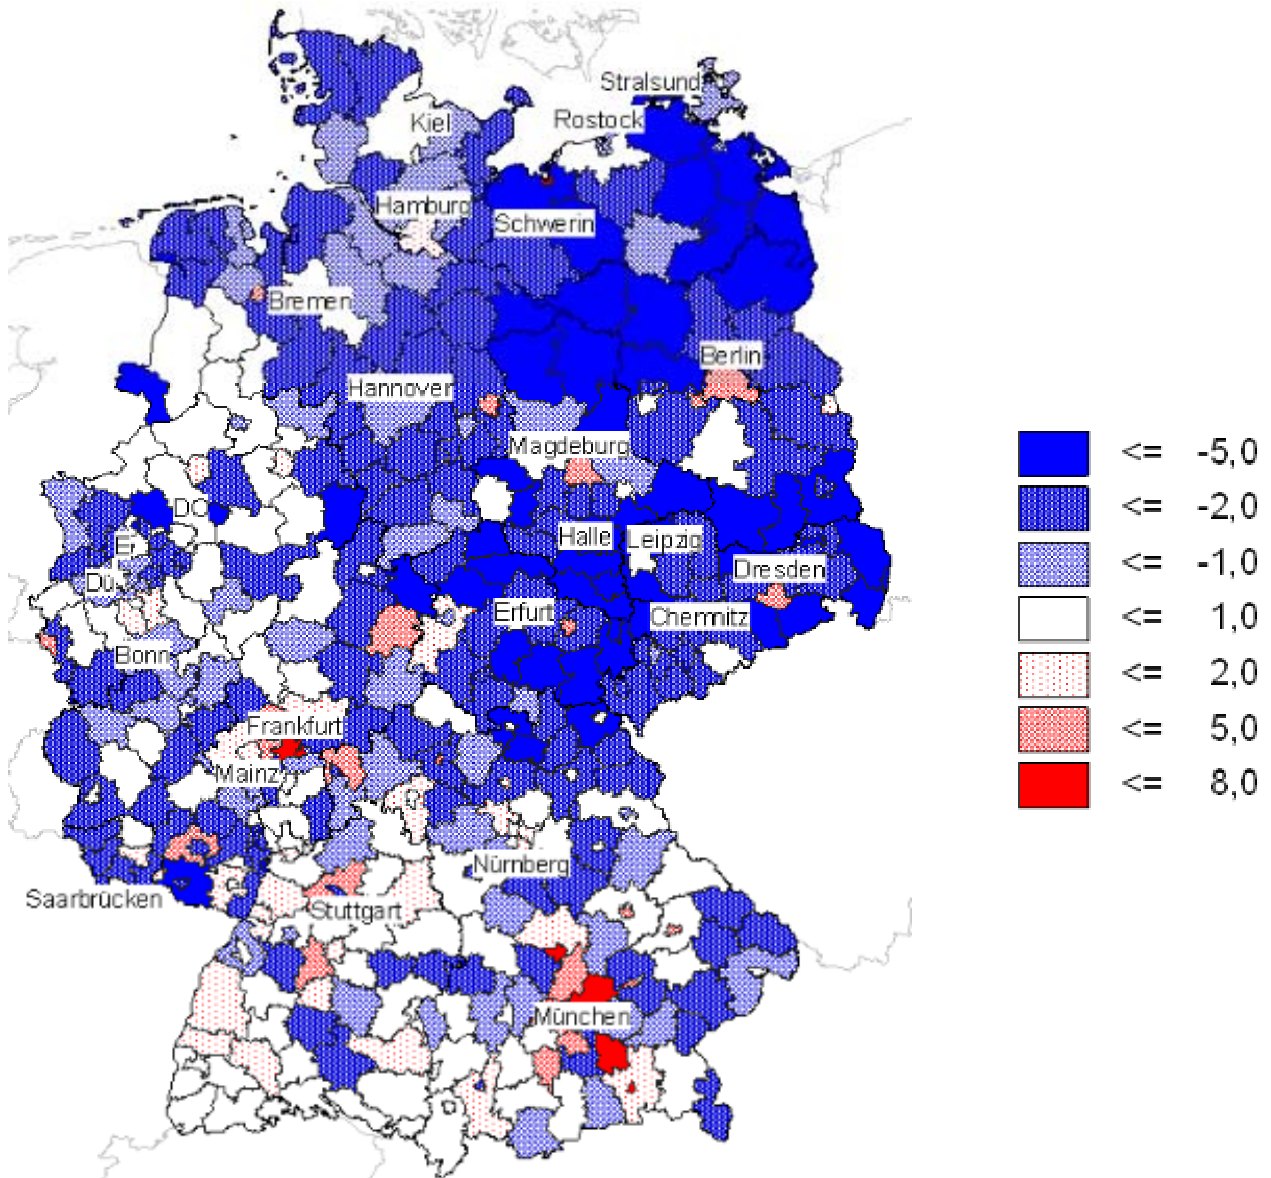 Stralsund
Kiel
Rostock
Hamburg
Schwerin
Bremen
Berlin
Hannover
Magdeburg
DO
Halle
Leipzig
Dü
Dresden
Erfurt
Chemnitz
Bonn
Frankfurt
Mainz
Nürnberg
Saarbrücken
Stuttgart
München
<= -5,0
<= -2,0
<= -1,0
<= 1,0
<= 2,0
<= 5,0
<= 8,0